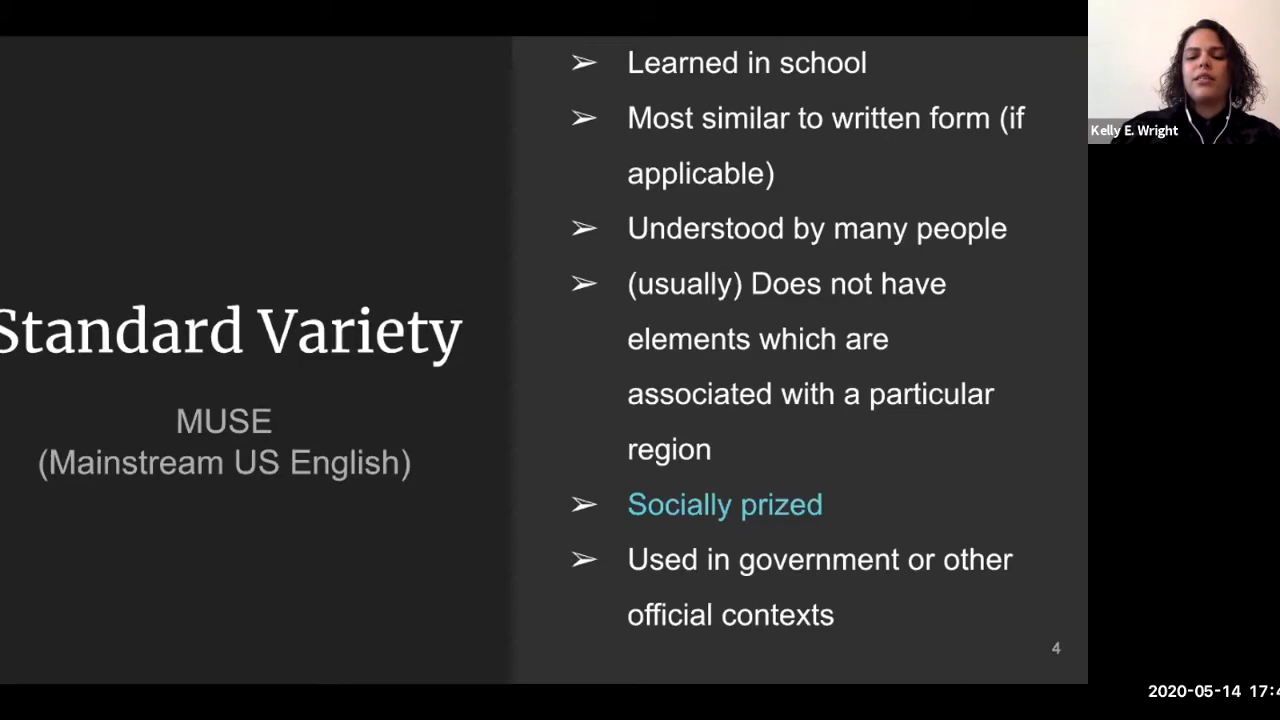 Standard Variety
MUSE
(Mainstream US English)
➢ Learned in school
➢ Most similar to written form (if
applicable)
➢ Understood by many people
➢ (usually) Does not have
elements which are
associated with a particular
region
➢ Socially prized
➢ Used in government or other
official contexts
4
Kelly E. Wright
2020-05-14 17:4